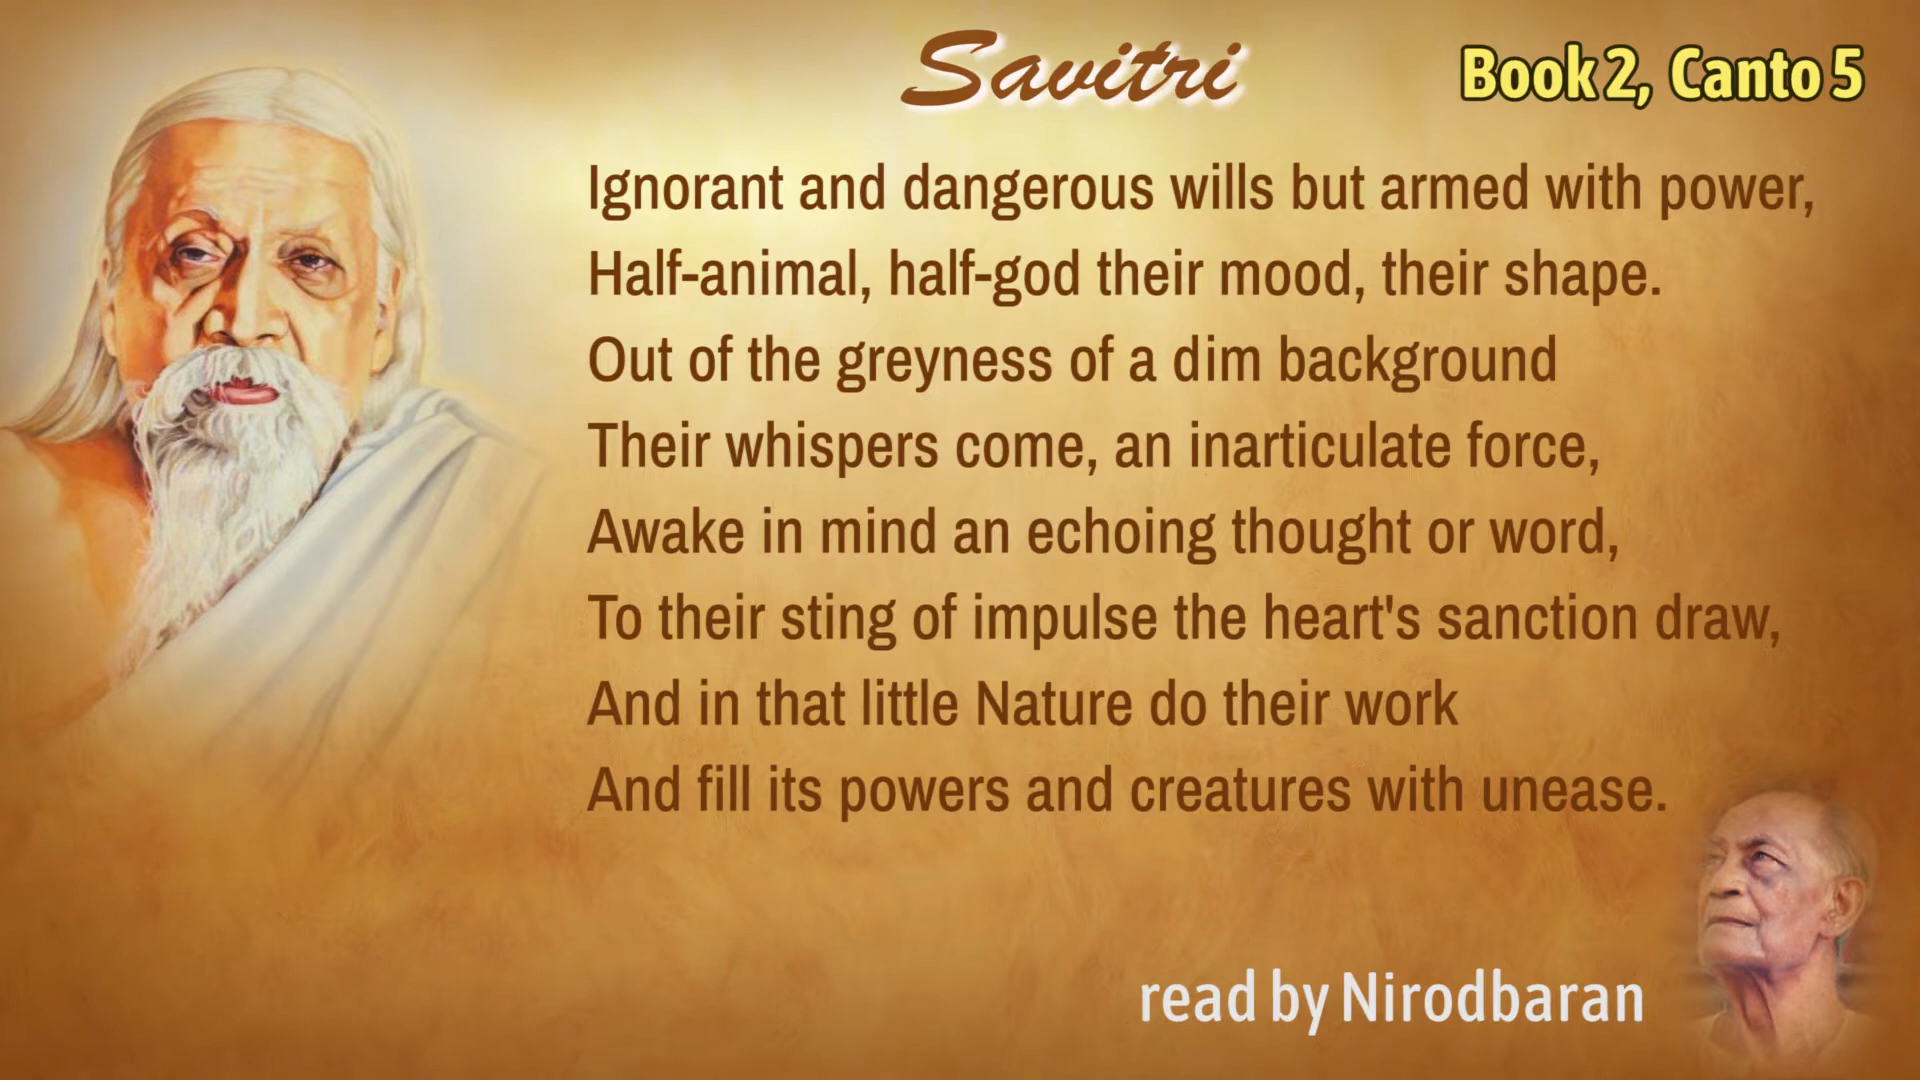 Savitri
Book 2, Canto 5
Ignorant and dangerous wills but armed with power,
Half-animal, half-god their mood, their shape.
Out of the greyness of a dim background
Their whispers come, an inarticulate force,
Awake in mind an echoing thought or word,
To their sting of impulse the heart's sanction draw,
And in that little Nature do their work
And fill its powers and creatures with unease.
read by Nirodbaran